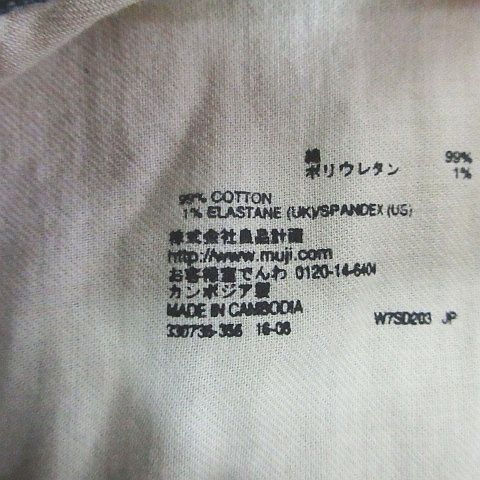 綿 99%
ポリウレタン 1%
99% COTTON
1% ELASTANE (UK)/SPANDEX (US)
株式会社良品計画
http://www.muji.com
お客様室でんわ 0120-14-6404
カンボジア製
MADE IN CAMBODIA
W7SD203 JP
16-08